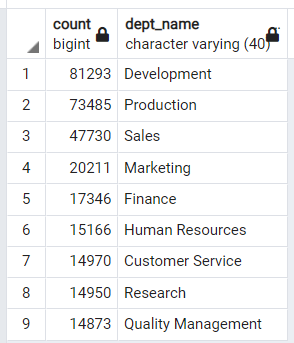 count dept_name
bigint character varying (40)
1 81293 Development
2 73485 Production
3 47730 Sales
4 20211 Marketing
5 17346 Finance
6 15166 Human Resources
7 14970 Customer Service
8 14950 Research
9 14873 Quality Management